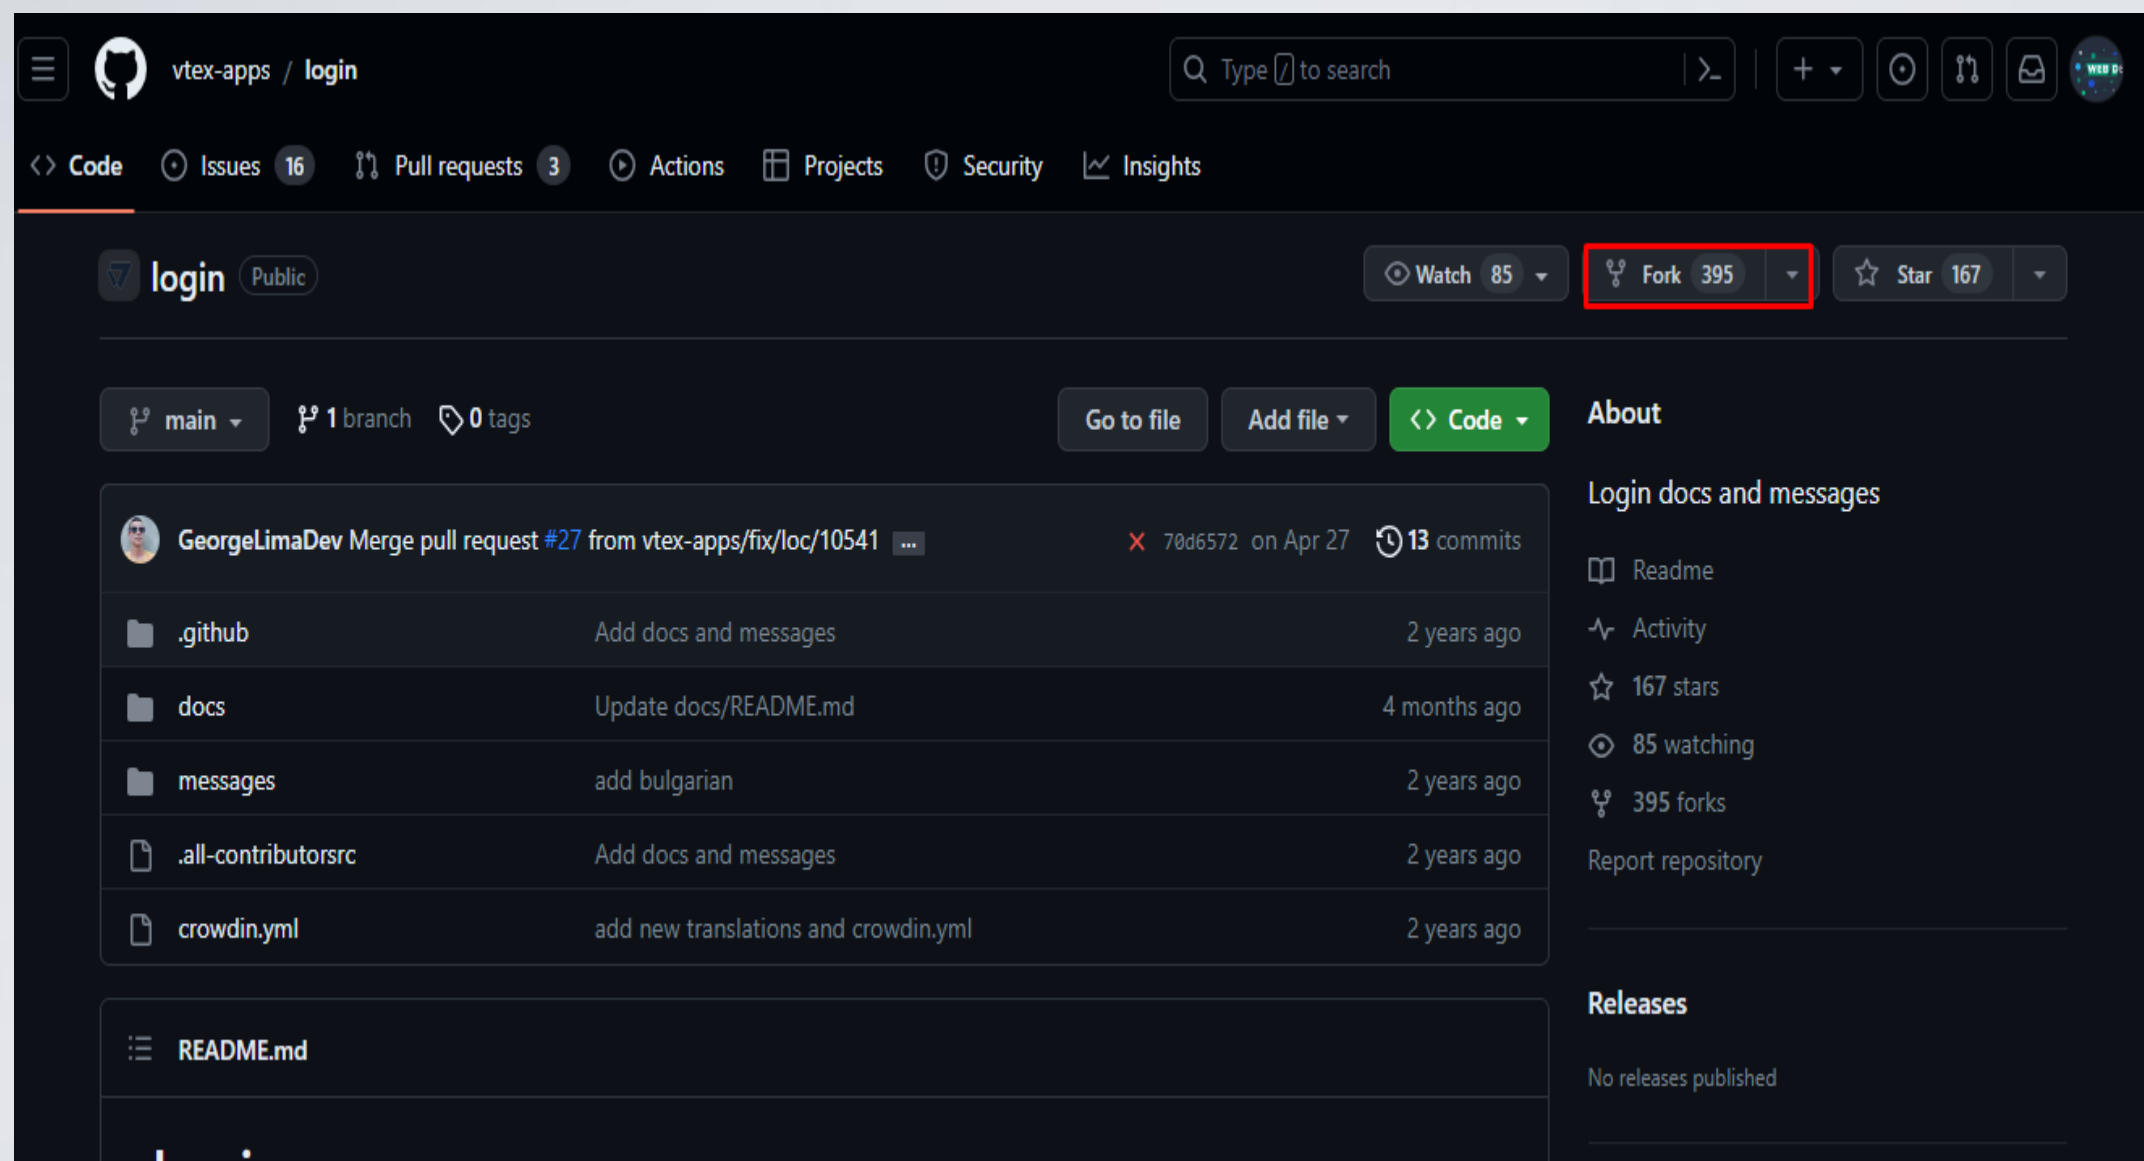 vtex-apps / login
Type / to search
WEB DE
Code Issues 16 Pull requests 3 Actions Projects Security Insights
login Public Watch 85 Fork 395 Star 167
main 1 branch 0 tags Go to file Add file Code
About
Login docs and messages
GeorgeLimaDev Merge pull request #27 from vtex-apps/fix/loc/10541 ... 70d6572 on Apr 27 13 commits
.github Add docs and messages 2 years ago
docs Update docs/README.md 4 months ago
messages add bulgarian 2 years ago
.all-contributorsrc Add docs and messages 2 years ago
crowdin.yml add new translations and crowdin.yml 2 years ago
Readme
Activity
167 stars
85 watching
395 forks
Report repository
README.md
Releases
No releases published